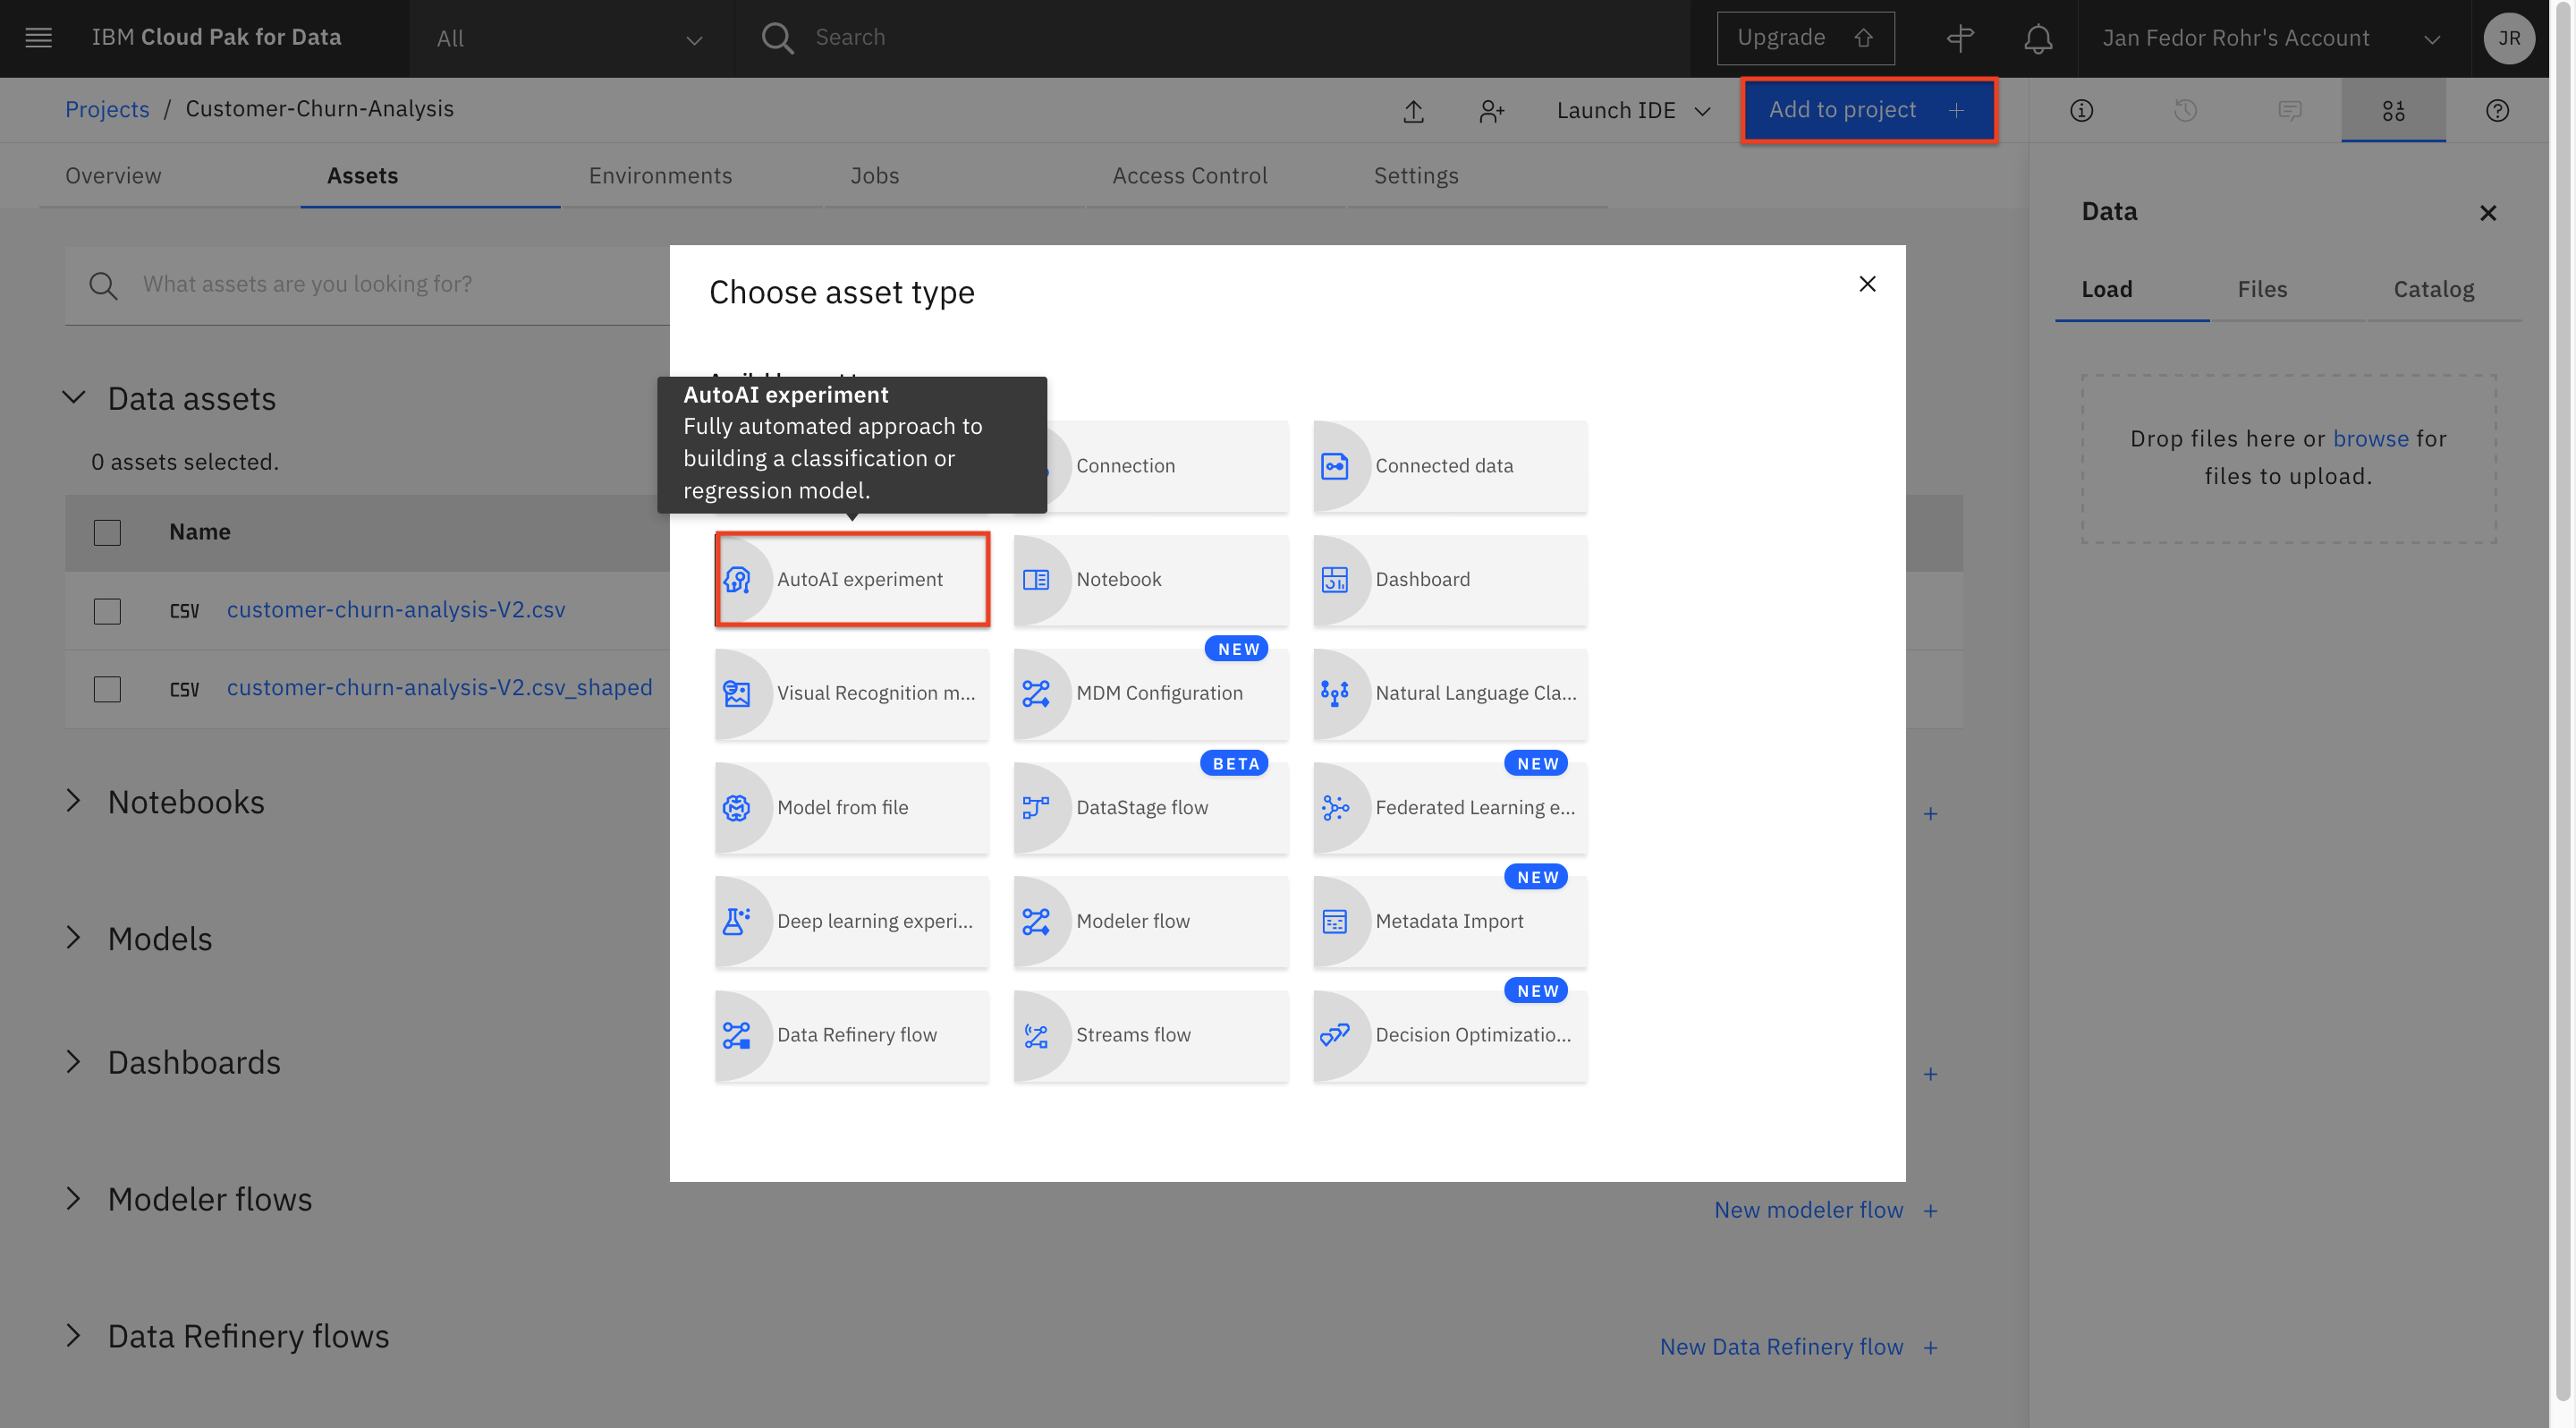 IBM Cloud Pak for Data
All
Search
Upgrade
Jan Fedor Rohr's Account
JR
Projects / Customer-Churn-Analysis
Launch IDE
Add to project +
Overview
Assets
Environments
Jobs
Access Control
Settings
What assets are you looking for?
Data assets
0 assets selected.
Name
CSV customer-churn-analysis-V2.csv
CSV customer-churn-analysis-V2.csv_shaped
Notebooks
+
Models
Dashboards
+
Modeler flows
New modeler flow +
Data Refinery flows
New Data Refinery flow +
Choose asset type
AutoAI experiment
Fully automated approach to
building a classification or
regression model.
Connection
Connected data
AutoAI experiment
Notebook
Dashboard
Visual Recognition m...
NEW
MDM Configuration
Natural Language Cla...
Model from file
BETA
DataStage flow
NEW
Federated Learning e...
Deep learning experi...
Modeler flow
NEW
Metadata Import
Data Refinery flow
Streams flow
NEW
Decision Optimizatio...
Data
Load
Files
Catalog
Drop files here or browse for
files to upload.